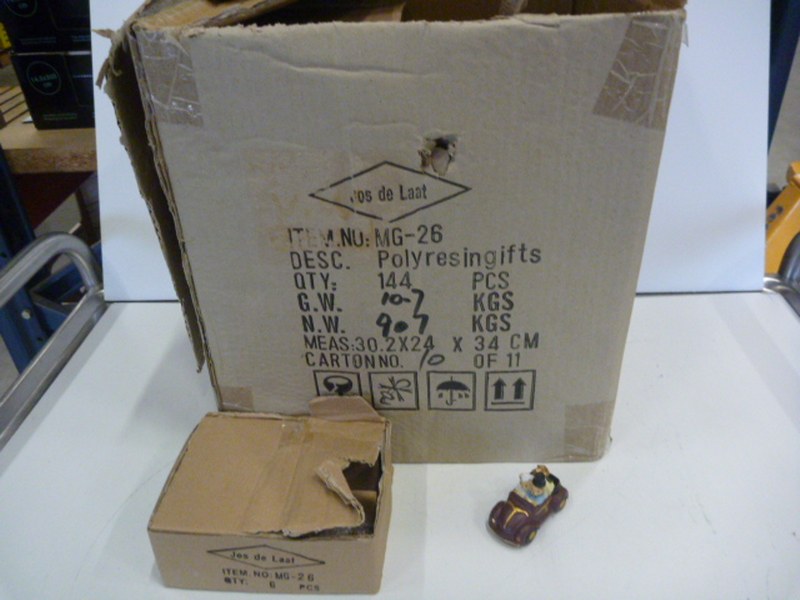 Jos de Laat
ITEM.NO: MG-26
DESC. Polyresingifts
QTY: 144 PCS
G.W. 10.7 KGS
N.W. 9.7 KGS
MEAS:30.2X24 X 34 CM
CARTON NO. 10 OF 11
Jos de Laat
ITEM.NO: MG-26
QTY: 6 PCS